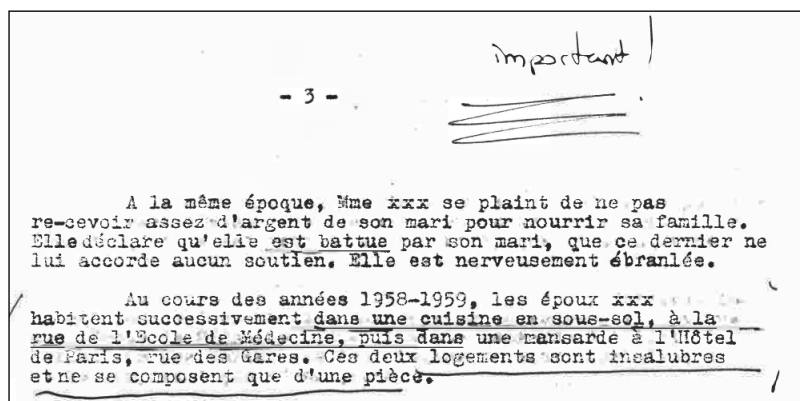 important !
- 3 -
A la même époque, Mme xxx se plaint de ne pas
re-cevoir assez d'argent de son mari pour nourrir sa famille.
Elle déclare qu'elle est battue par son mari, que ce dernier ne
lui accorde aucun soutien. Elle est nerveusement ébranlée.
Au cours des années 1958-1959, les époux xxx
habitent successivement dans une cuisine en sous-sol, à la
rue de l'Ecole de Médecine, puis dans une mansarde à l'Hôtel
de Paris, rue des Gares. Ces deux logements sont insalubres
et ne se composent que d'une pièce.